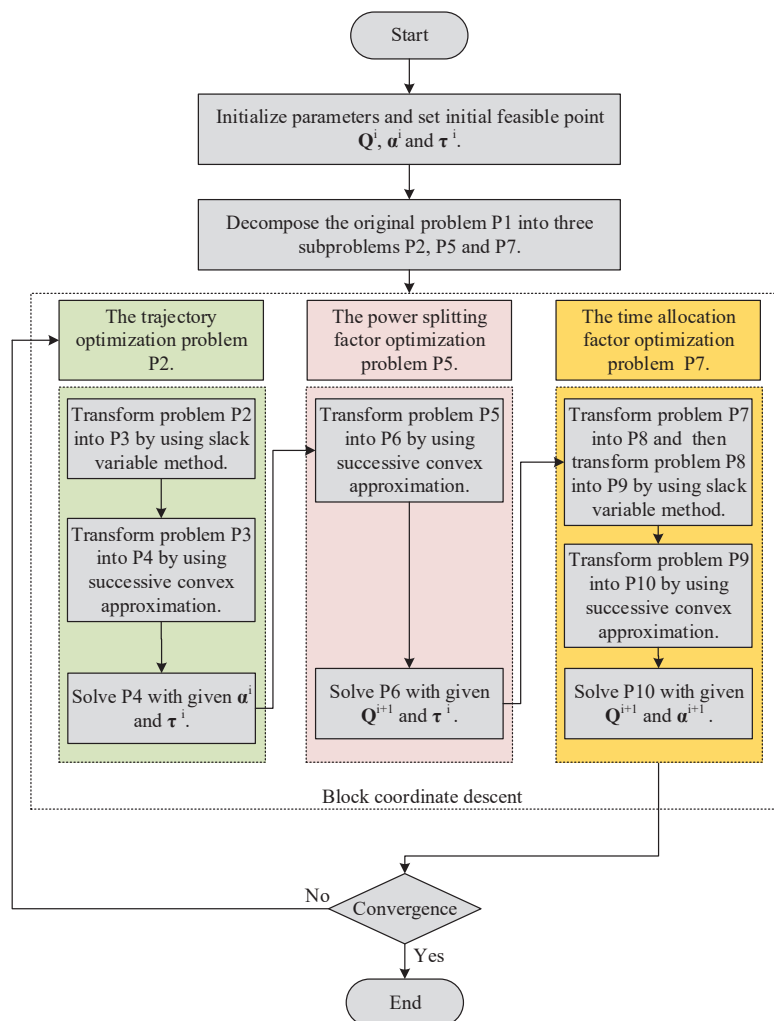 Start
Initialize parameters and set initial feasible point
Qⁱ, αⁱ and τ ⁱ.
Decompose the original problem P1 into three
subproblems P2, P5 and P7.
The trajectory
optimization problem
P2.
Transform problem P2
into P3 by using slack
variable method.
Transform problem P3
into P4 by using
successive convex
approximation.
Solve P4 with given αⁱ
and τ ⁱ.
The power splitting
factor optimization
problem P5.
Transform problem P5
into P6 by using
successive convex
approximation.
Solve P6 with given
Qⁱ⁺¹ and τ ⁱ.
The time allocation
factor optimization
problem P7.
Transform problem P7
into P8 and then
transform problem P8
into P9 by using slack
variable method.
Transform problem P9
into P10 by using
successive convex
approximation.
Solve P10 with given
Qⁱ⁺¹ and αⁱ⁺¹ .
Block coordinate descent
No
Convergence
Yes
End